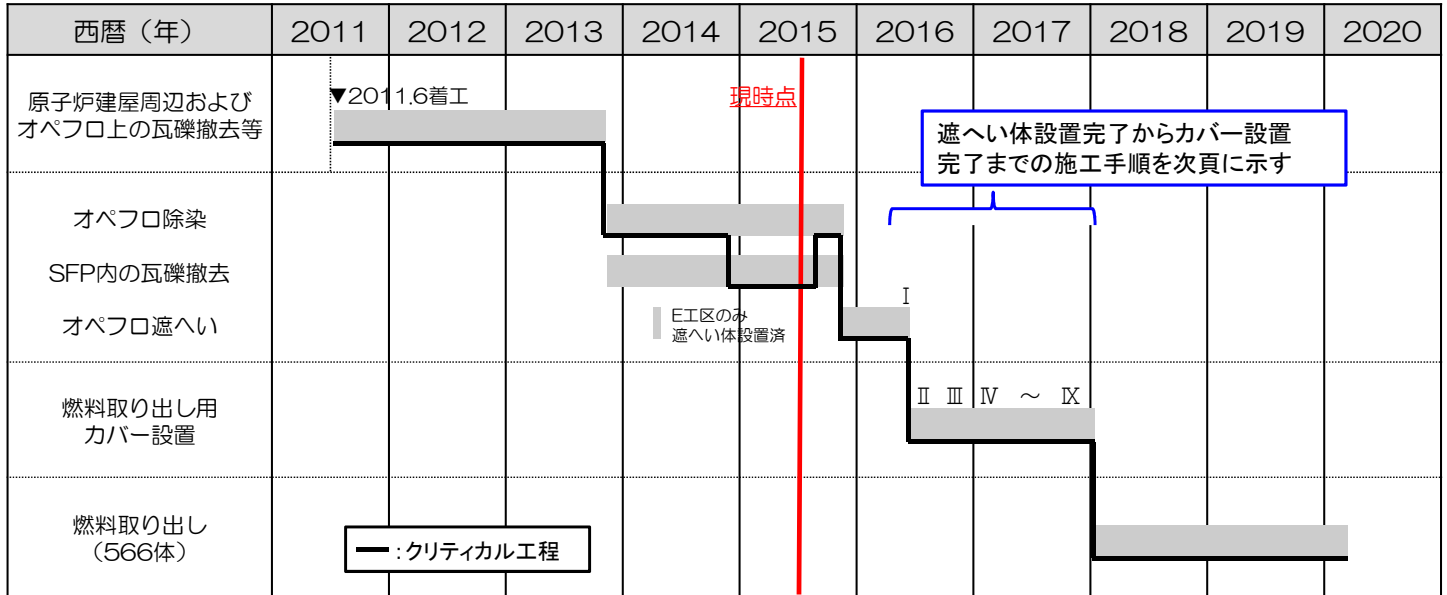 西暦（年） 2011 2012 2013 2014 2015 2016 2017 2018 2019 2020
原子炉建屋周辺および
オペフロ上の瓦礫撤去等
▼2011.6着工
現時点
遮へい体設置完了からカバー設置
完了までの施工手順を次頁に示す
オペフロ除染
SFP内の瓦礫撤去
オペフロ遮へい
E工区のみ
遮へい体設置済
Ⅰ
燃料取り出し用
カバー設置
Ⅱ Ⅲ Ⅳ ～ Ⅸ
燃料取り出し
（566体）
：クリティカル工程